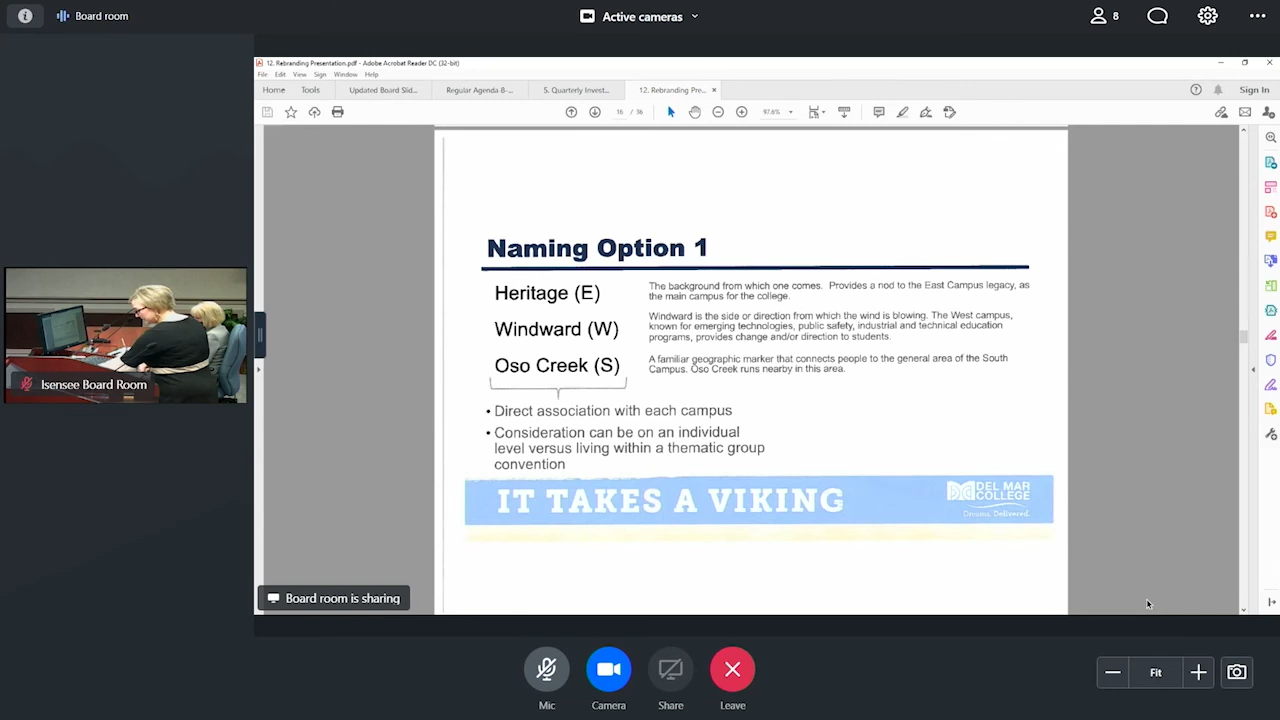 Board room
Active cameras
8
12. Rebranding Presentation.pdf - Adobe Acrobat Reader DC (32-bit)
File Edit View Sign Window Help
Home Tools Updated Board Slid... Regular Agenda 8-... 5. Quarterly Invest... 12. Rebranding Pre... × Sign In
16 / 36 97.6%
Naming Option 1
Heritage (E)
The background from which one comes. Provides a nod to the East Campus legacy, as
the main campus for the college.
Windward (W)
Windward is the side or direction from which the wind is blowing. The West campus,
known for emerging technologies, public safety, industrial and technical education
programs, provides change and/or direction to students.
Oso Creek (S)
A familiar geographic marker that connects people to the general area of the South
Campus. Oso Creek runs nearby in this area.
• Direct association with each campus
• Consideration can be on an individual
level versus living within a thematic group
convention
IT TAKES A VIKING
DEL MAR
COLLEGE
Dreams. Delivered.
Isensee Board Room
Board room is sharing
Mic Camera Share Leave
Fit